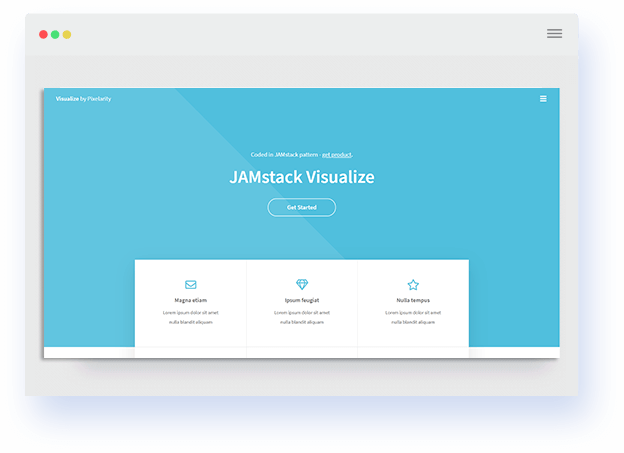 Visualize by Pixelarity
Coded in JAMstack pattern - get product.
JAMstack Visualize
Get Started
Magna etiam
Lorem ipsum dolor sit amet
nulla blandit aliquam
Ipsum feugiat
Lorem ipsum dolor sit amet
nulla blandit aliquam
Nulla tempus
Lorem ipsum dolor sit amet
nulla blandit aliquam